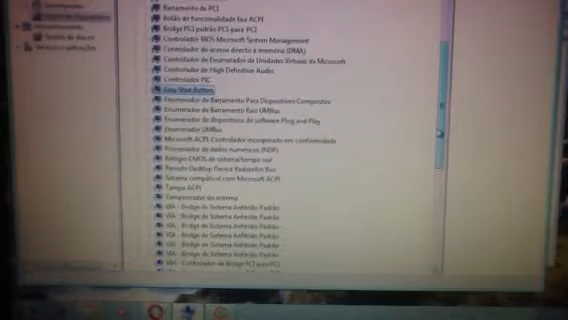 Barramento de PCI
Botão de funcionalidade fixa ACPI
Bridge PCI padrão PCI-para-PCI
Controlador BIOS Microsoft System Management
Controlador de acesso directo à memória (DMA)
Controlador de Enumerador de Unidades Virtuais da Microsoft
Controlador de High Definition Audio
Controlador PIC
Easy Start Button
Enumerador de Barramento Para Dispositivos Compostos
Enumerador de Barramento Raiz UMBus
Enumerador de dispositivos de software Plug and Play
Enumerador UMBus
Microsoft ACPI-Controlador incorporado em conformidade
Processador de dados numéricos (NDP)
Relógio CMOS de sistema/tempo real
Remote Desktop Device Redirector Bus
Sistema compatível com Microsoft ACPI
Tampa ACPI
Temporizador do sistema
VIA - Bridge de Sistema Anfitrião Padrão
VIA - Bridge de Sistema Anfitrião Padrão
VIA - Bridge de Sistema Anfitrião Padrão
VIA - Bridge de Sistema Anfitrião Padrão
VIA - Bridge de Sistema Anfitrião Padrão
VIA - Bridge de Sistema Anfitrião Padrão
VIA - Controlador de Bridge PCI para PCI